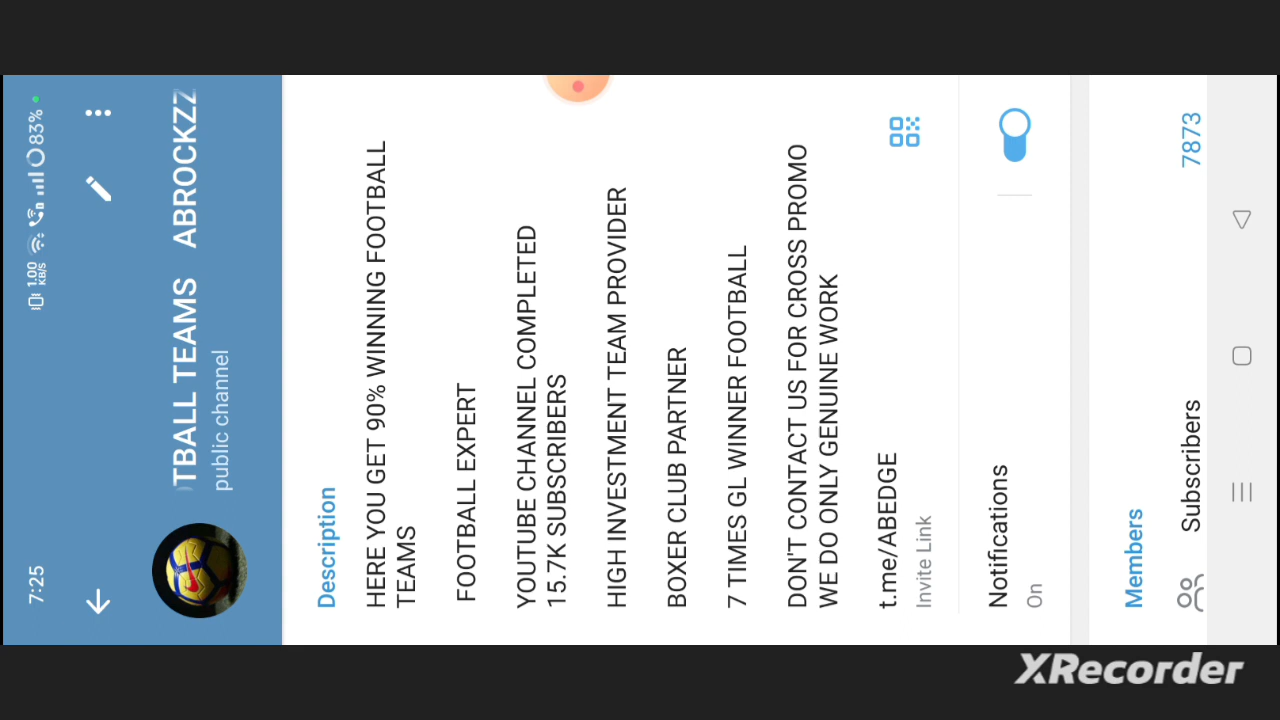 7:25
1.00
KB/S
83%
TBALL TEAMS ABROCKZZ
public channel
Description
HERE YOU GET 90% WINNING FOOTBALL
TEAMS
FOOTBALL EXPERT
YOUTUBE CHANNEL COMPLETED
15.7K SUBSCRIBERS
HIGH INVESTMENT TEAM PROVIDER
BOXER CLUB PARTNER
7 TIMES GL WINNER FOOTBALL
DON'T CONTACT US FOR CROSS PROMO
WE DO ONLY GENUINE WORK
t.me/ABEDGE
Invite Link
Notifications
On
Members
Subscribers 7873
XRecorder